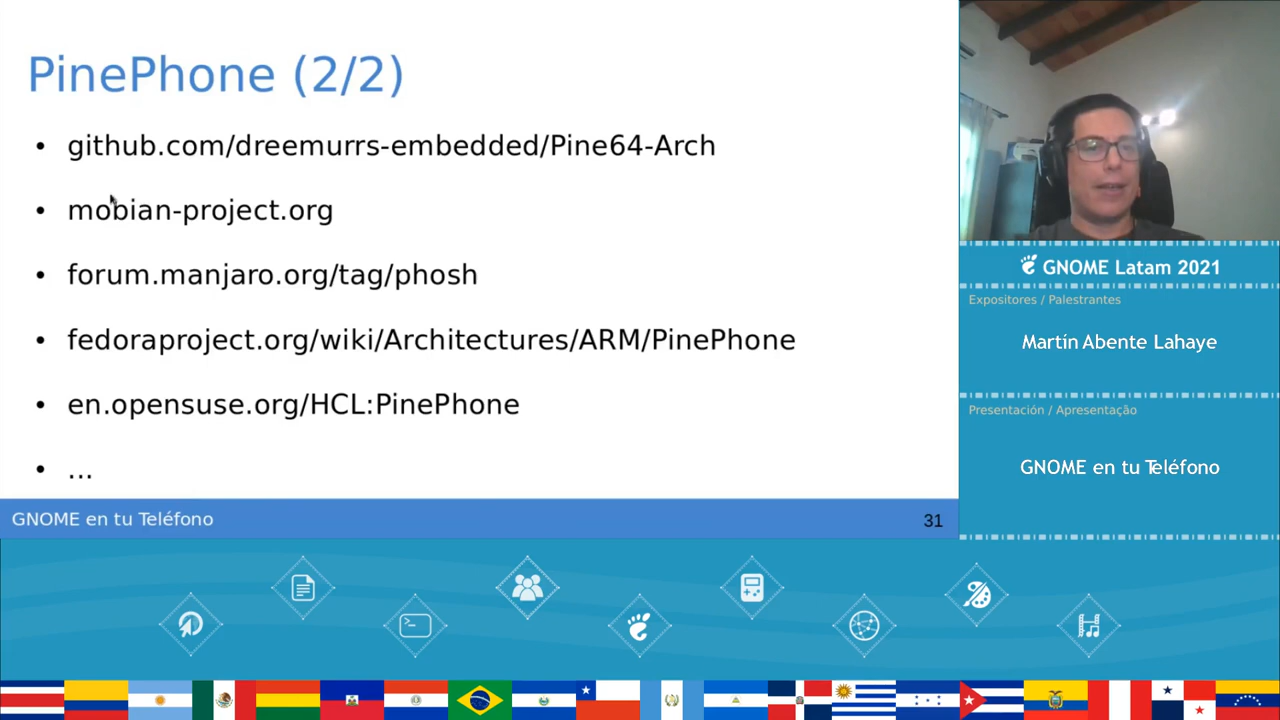 PinePhone (2/2)
• github.com/dreemurrs-embedded/Pine64-Arch
• mobian-project.org
• forum.manjaro.org/tag/phosh
• fedoraproject.org/wiki/Architectures/ARM/PinePhone
• en.opensuse.org/HCL:PinePhone
• ...
GNOME en tu Teléfono
31
GNOME Latam 2021
Expositores / Palestrantes
Martín Abente Lahaye
Presentación / Apresentação
GNOME en tu Teléfono